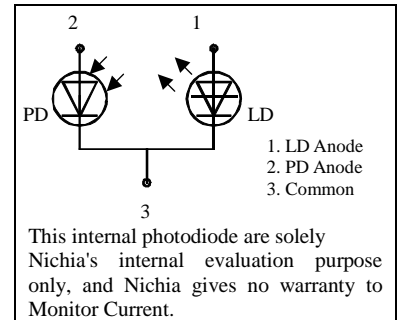 2 1
PD LD
1. LD Anode
2. PD Anode
3. Common
3
This internal photodiode are solely
Nichia's internal evaluation purpose
only, and Nichia gives no warranty to
Monitor Current.